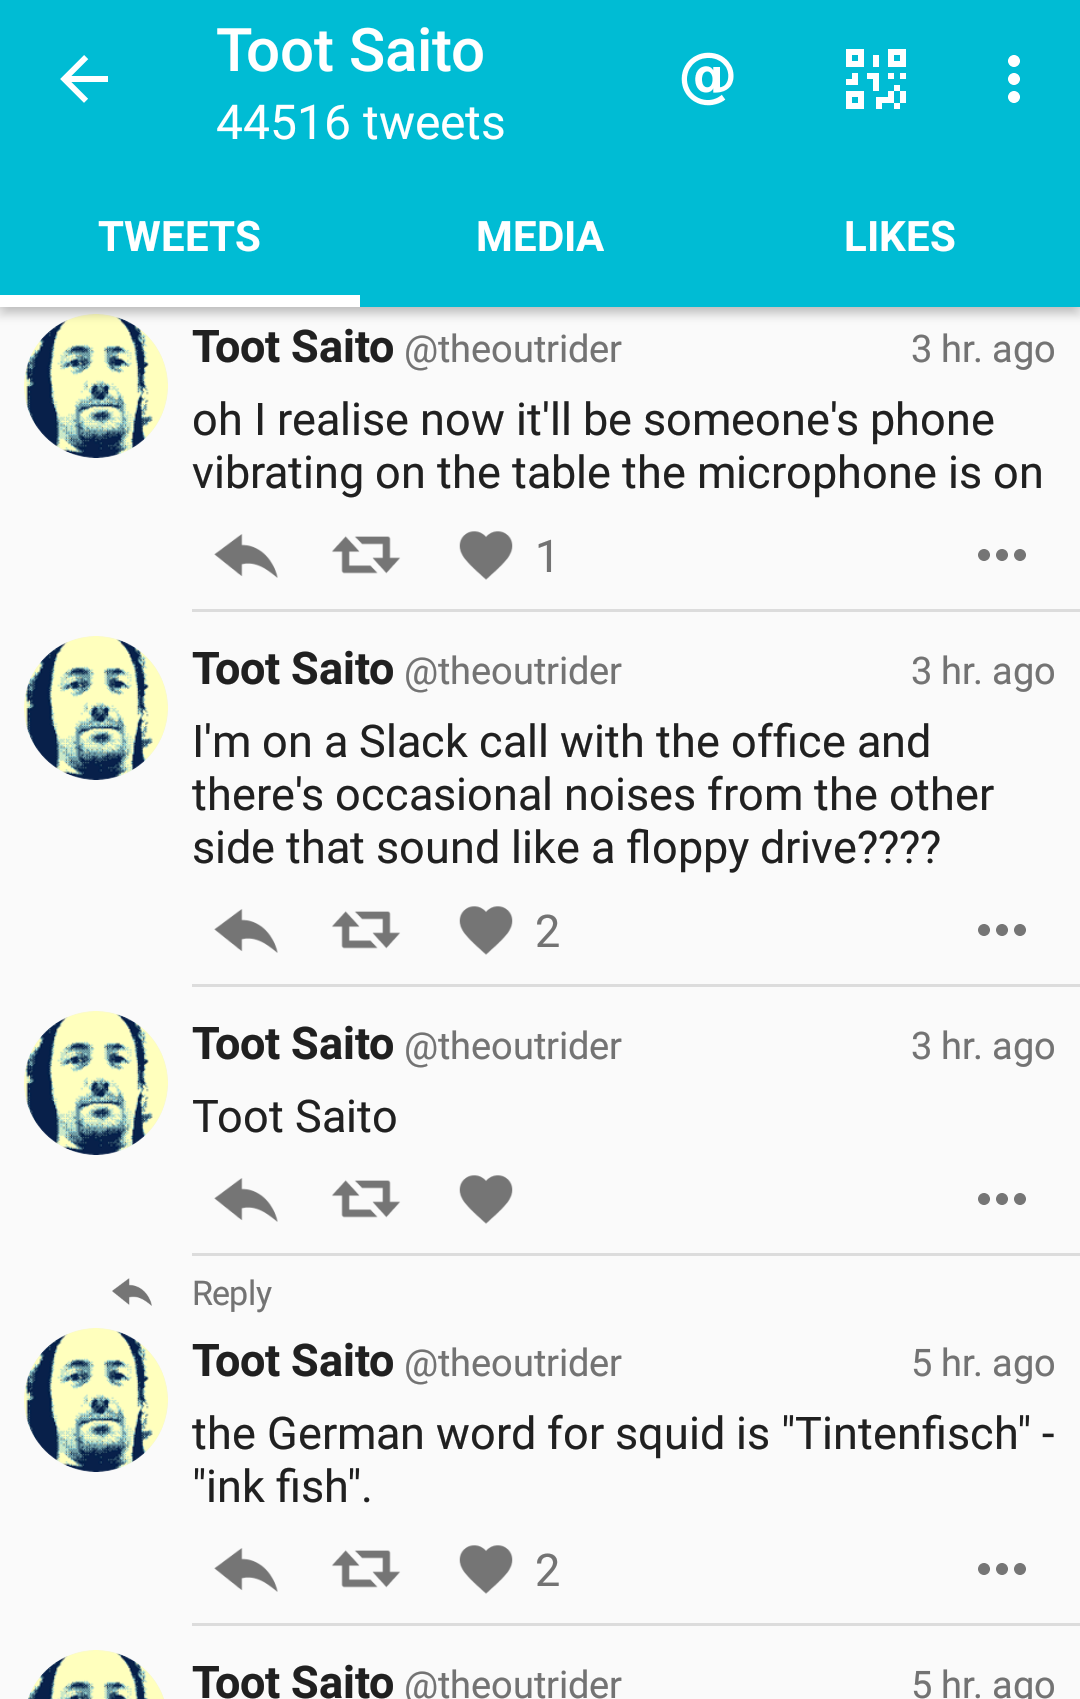 Toot Saito
44516 tweets
TWEETS MEDIA LIKES
Toot Saito @theoutrider 3 hr. ago
oh I realise now it'll be someone's phone
vibrating on the table the microphone is on
1
Toot Saito @theoutrider 3 hr. ago
I'm on a Slack call with the office and
there's occasional noises from the other
side that sound like a floppy drive????
2
Toot Saito @theoutrider 3 hr. ago
Toot Saito
Reply
Toot Saito @theoutrider 5 hr. ago
the German word for squid is "Tintenfisch" -
"ink fish".
2
Toot Saito @theoutrider 5 hr. ago